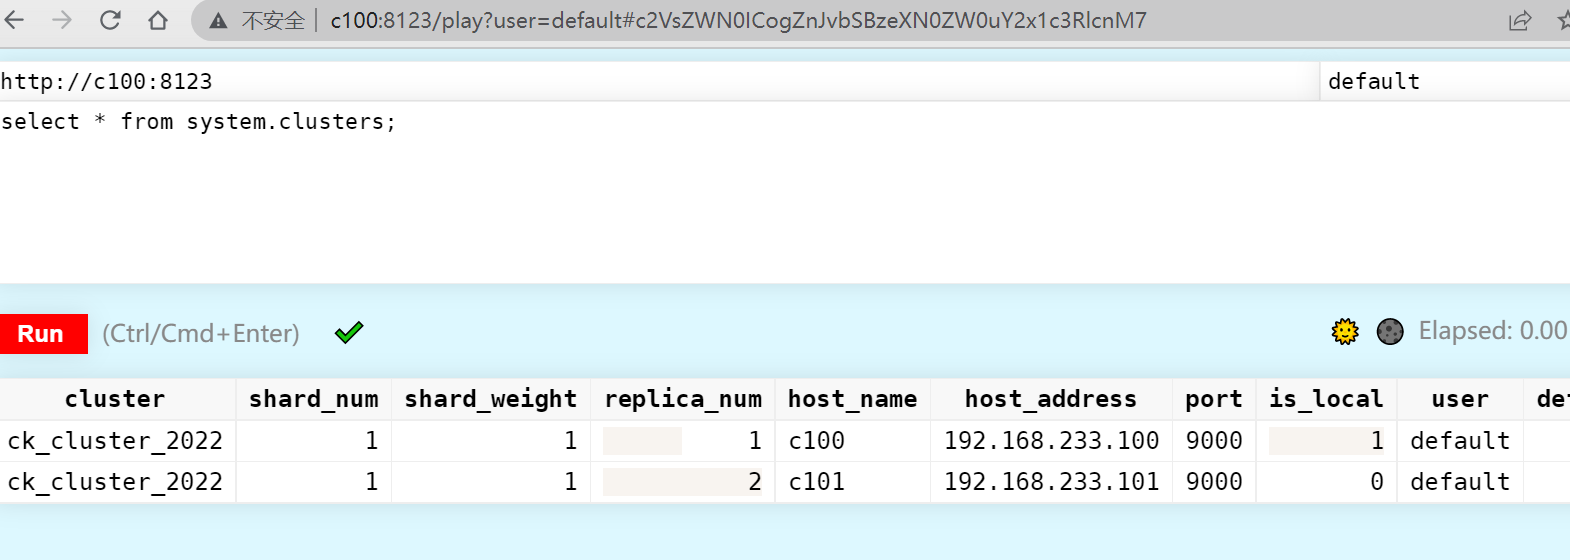 不安全 c100:8123/play?user=default#c2VsZWN0ICogZnJvbSBzeXN0ZW0uY2x1c3RlcnM7
http://c100:8123 default
select * from system.clusters;
Run (Ctrl/Cmd+Enter) Elapsed: 0.00
cluster shard_num shard_weight replica_num host_name host_address port is_local user de
ck_cluster_2022 1 1 1 c100 192.168.233.100 9000 1 default
ck_cluster_2022 1 1 2 c101 192.168.233.101 9000 0 default